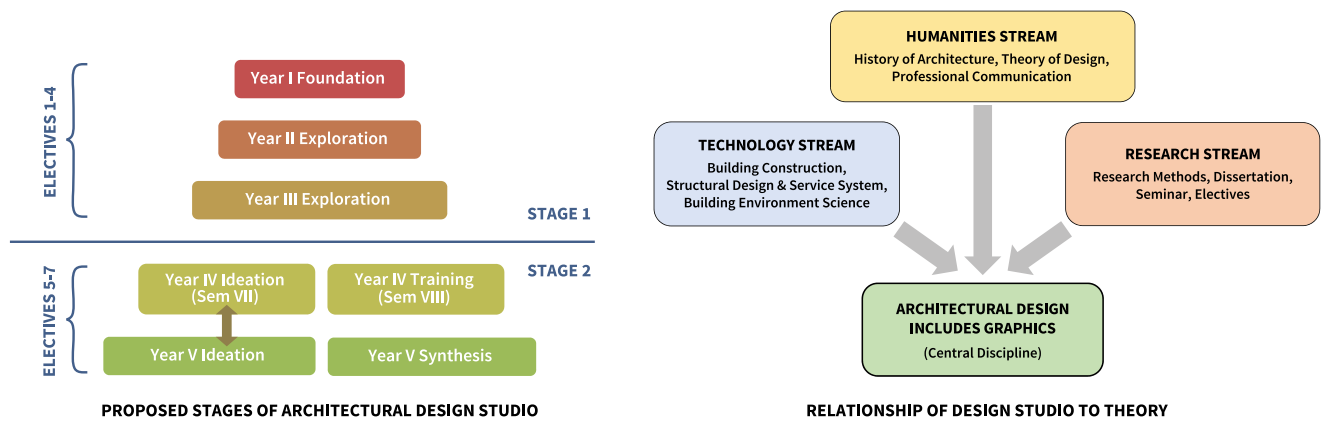 ELECTIVES 1-4
Year I Foundation
Year II Exploration
Year III Exploration
STAGE 1
ELECTIVES 5-7
STAGE 2
Year IV Ideation
(Sem VII)
Year IV Training
(Sem VIII)
Year V Ideation
Year V Synthesis
PROPOSED STAGES OF ARCHITECTURAL DESIGN STUDIO
HUMANITIES STREAM
History of Architecture, Theory of Design,
Professional Communication
TECHNOLOGY STREAM
Building Construction,
Structural Design & Service System,
Building Environment Science
RESEARCH STREAM
Research Methods, Dissertation,
Seminar, Electives
ARCHITECTURAL DESIGN
INCLUDES GRAPHICS
(Central Discipline)
RELATIONSHIP OF DESIGN STUDIO TO THEORY